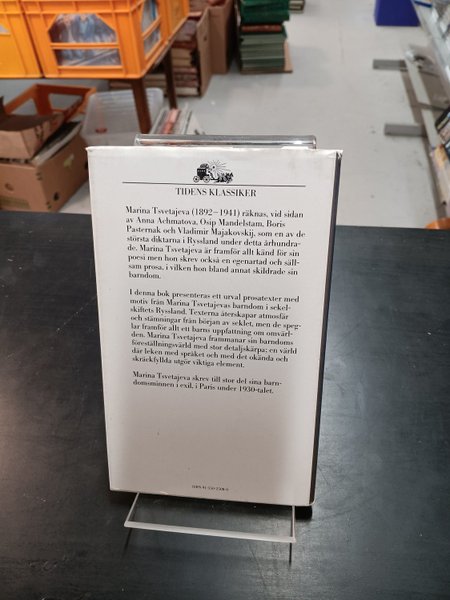 TIDENS KLASSIKER
Marina Tsvetajeva (1892–1941) räknas, vid sidan
av Anna Achmatova, Osip Mandelstam, Boris
Pasternak och Vladimir Majakovskij, som en av de
största diktarna i Ryssland under detta århundra-
de. Marina Tsvetajeva är framför allt känd för sin
poesi men hon skrev också en egenartad och säll-
sam prosa, i vilken hon bland annat skildrade sin
barndom.
I denna bok presenteras ett urval prosatexter med
motiv från Marina Tsvetajevas barndom i sekel-
skiftets Ryssland. Texterna återskapar atmosfär
och stämningar från början av seklet, men de speg-
lar framför allt ett barns uppfattning om omvärl-
den. Marina Tsvetajeva frammanar sin barndoms
föreställningsvärld med stor detaljskärpa; en värld
där leken med språket och med det okända och
skräckfyllda utgör viktiga element.
Marina Tsvetajeva skrev till stor del sina barn-
domsminnen i exil, i Paris under 1930-talet.